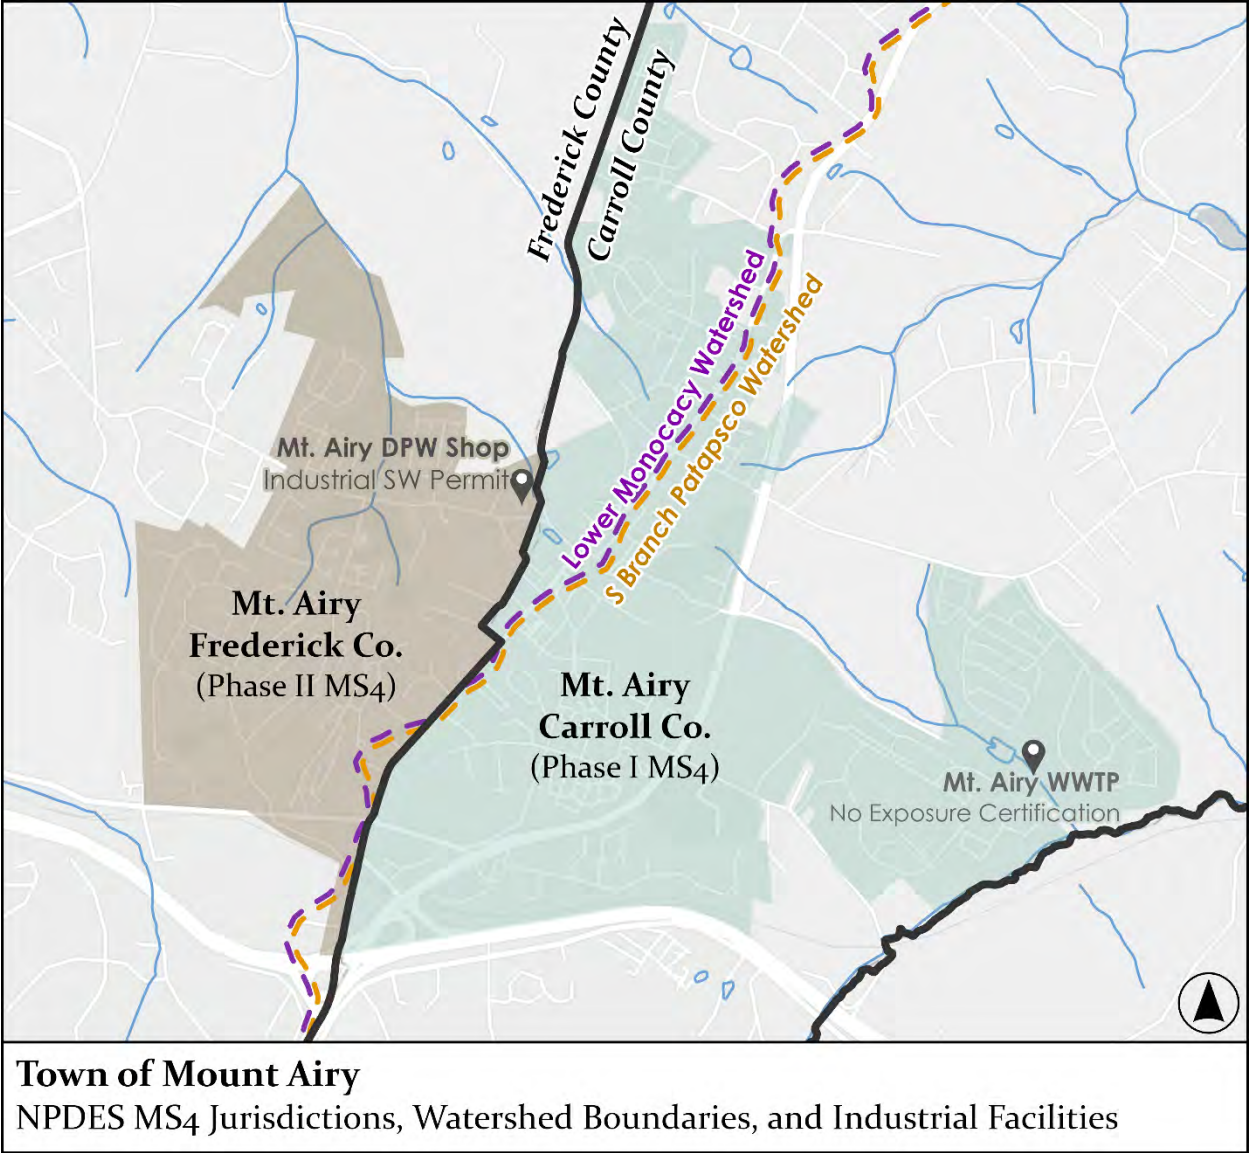 Frederick County
Carroll County
Lower Monocacy Watershed
S Branch Patapsco Watershed
Mt. Airy DPW Shop
Industrial SW Permit
Mt. Airy
Frederick Co.
(Phase II MS4)
Mt. Airy
Carroll Co.
(Phase I MS4)
Mt. Airy WWTP
No Exposure Certification
Town of Mount Airy
NPDES MS4 Jurisdictions, Watershed Boundaries, and Industrial Facilities